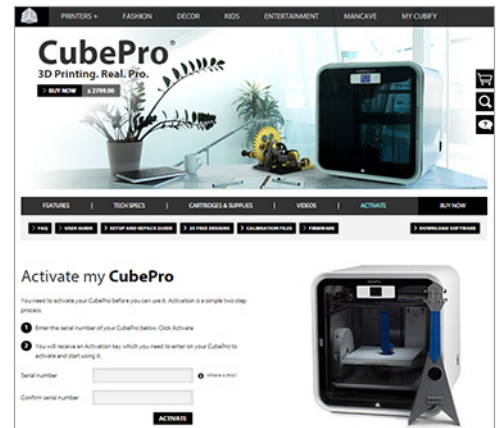 PRINTERS + FASHION DÉCOR KIDS ENTERTAINMENT MANCAVE MY CUBIFY
CubePro®
3D Printing. Real. Pro.
> BUY NOW $ 2799.00
FEATURES | TECH SPECS | CARTRIDGES & SUPPLIES | VIDEOS | ACTIVATE BUY NOW
> FAQ > USER GUIDE > SETUP AND REPACK GUIDE > 25 FREE DESIGNS > CALIBRATION FILES > FIRMWARE > DOWNLOAD SOFTWARE
Activate my CubePro
You need to activate your CubePro before you can use it. Activation is a simple two step
process.
1 Enter the serial number of your CubePro below. Click Activate
2 You will receive an Activation key which you need to enter on your CubePro to
activate and start using it.
Serial number Where is this?
Confirm serial number
ACTIVATE